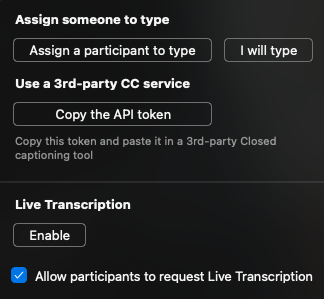 Assign someone to type
Assign a participant to type I will type
Use a 3rd-party CC service
Copy the API token
Copy this token and paste it in a 3rd-party Closed
captioning tool
Live Transcription
Enable
Allow participants to request Live Transcription